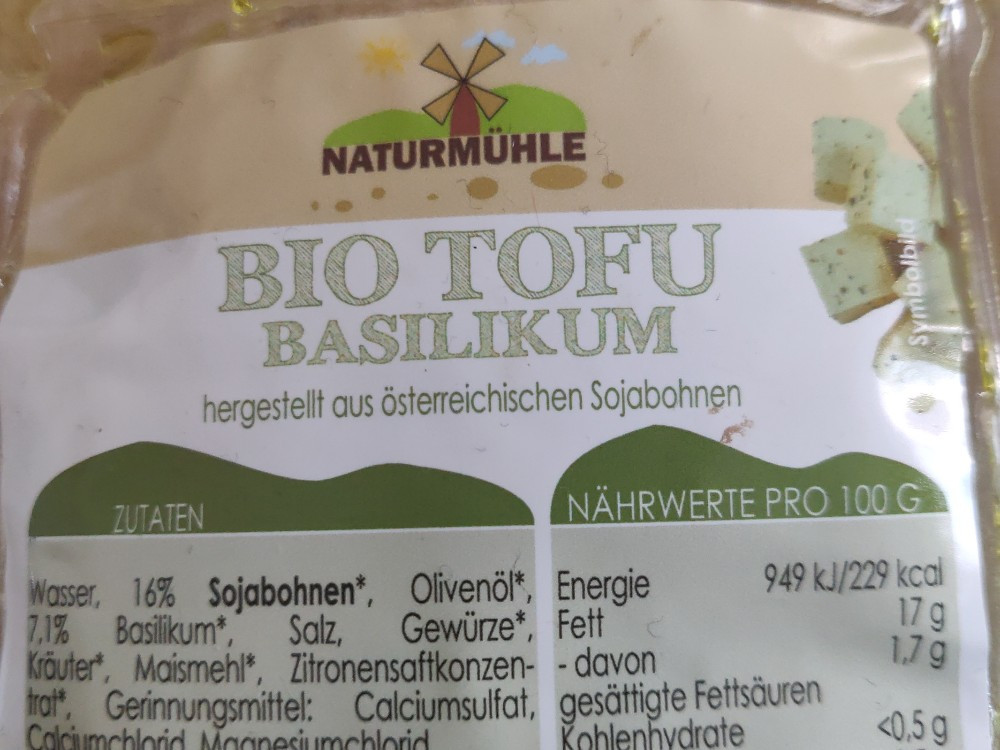 NATURMÜHLE
BIO TOFU
BASILIKUM
hergestellt aus österreichischen Sojabohnen
Symbolbild
ZUTATEN
Wasser, 16% Sojabohnen*, Olivenöl*,
7,1% Basilikum*, Salz, Gewürze*,
Kräuter*, Maismehl*, Zitronensaftkonzen-
trat*, Gerinnungsmittel: Calciumsulfat,
Calciumchlorid, Magnesiumchlorid
NÄHRWERTE PRO 100 G
Energie 949 kJ/229 kcal
Fett 17 g
- davon 1,7 g
gesättigte Fettsäuren
Kohlenhydrate <0,5 g